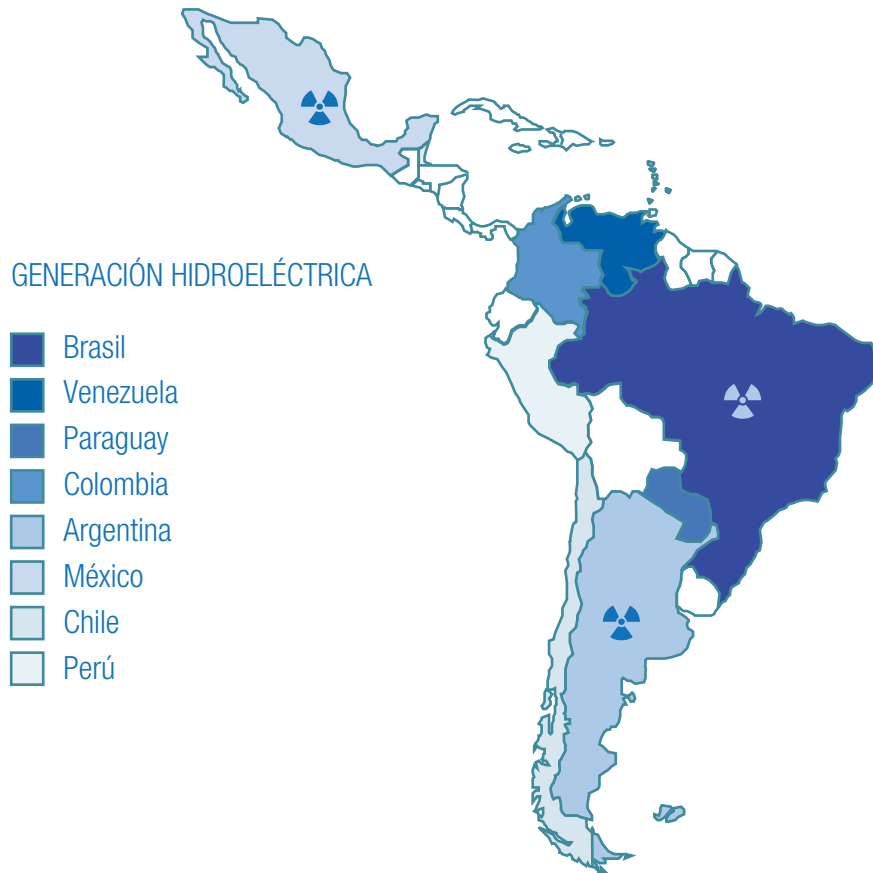 GENERACIÓN HIDROELÉCTRICA
Brasil
Venezuela
Paraguay
Colombia
Argentina
México
Chile
Perú